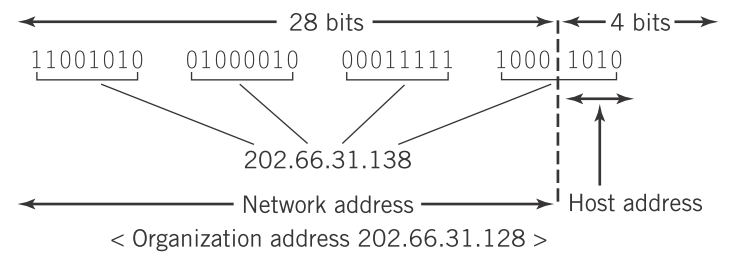 28 bits 4 bits
11001010 01000010 00011111 1000 1010
202.66.31.138
Network address Host address
< Organization address 202.66.31.128 >